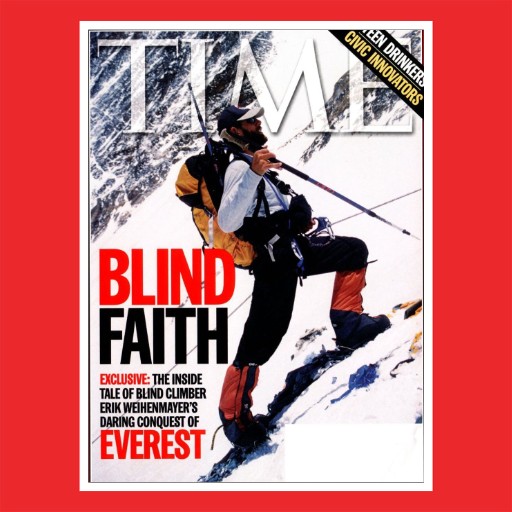 TIME
TEEN DRINKERS
CIVIC INNOVATORS
BLIND
FAITH
EXCLUSIVE: THE INSIDE
TALE OF BLIND CLIMBER
ERIK WEIHENMAYER'S
DARING CONQUEST OF
EVEREST